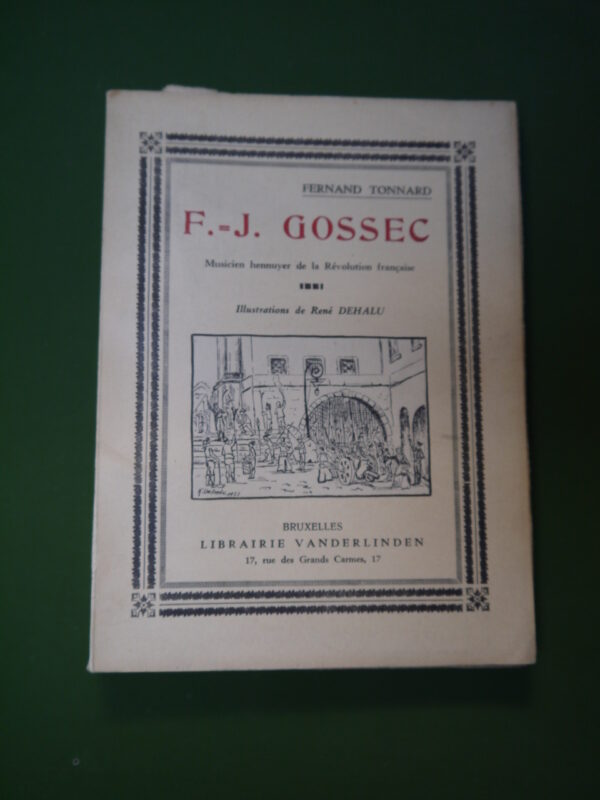 FERNAND TONNARD
F.=J. GOSSEC
Musicien hennuyer de la Révolution française
Illustrations de René DEHALU
BRUXELLES
LIBRAIRIE VANDERLINDEN
17, rue des Grands Carmes, 17